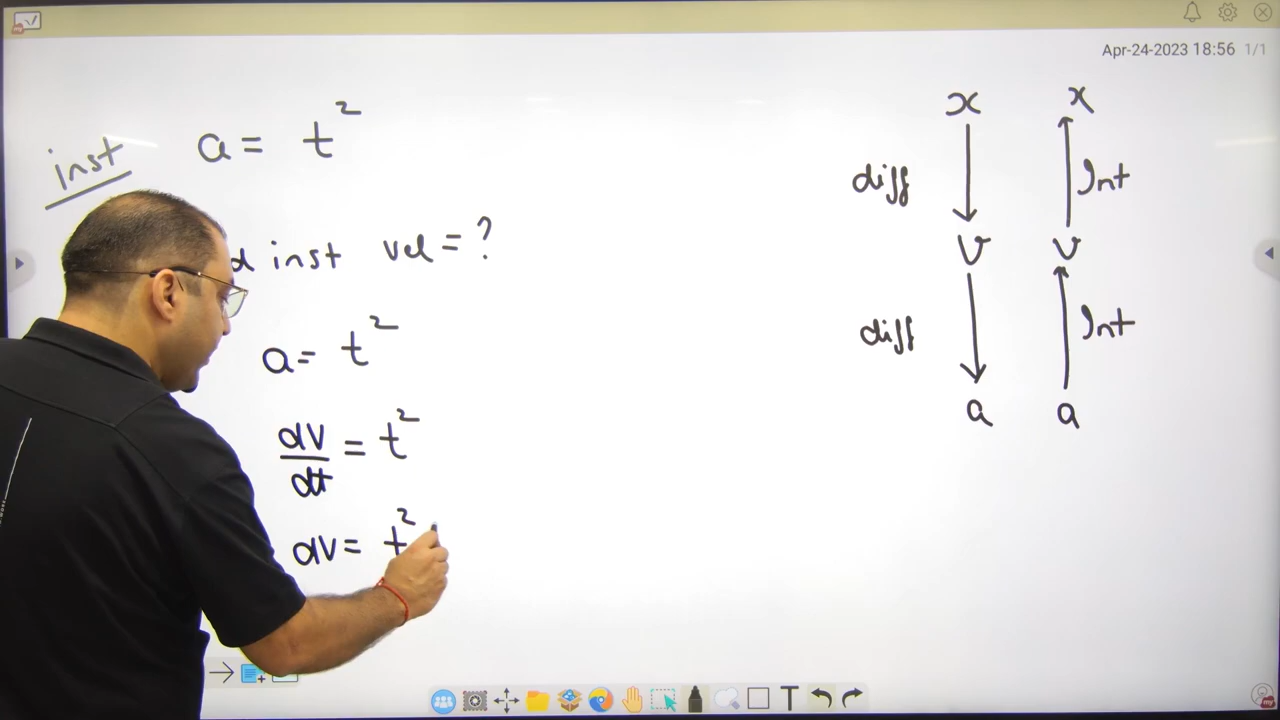 Apr-24-2023 18:56 1/1
inst a = t²
inst vel = ?
a = t²
dv/dt = t²
dv = t²
x x
diff Int
v v
diff Int
a a
T